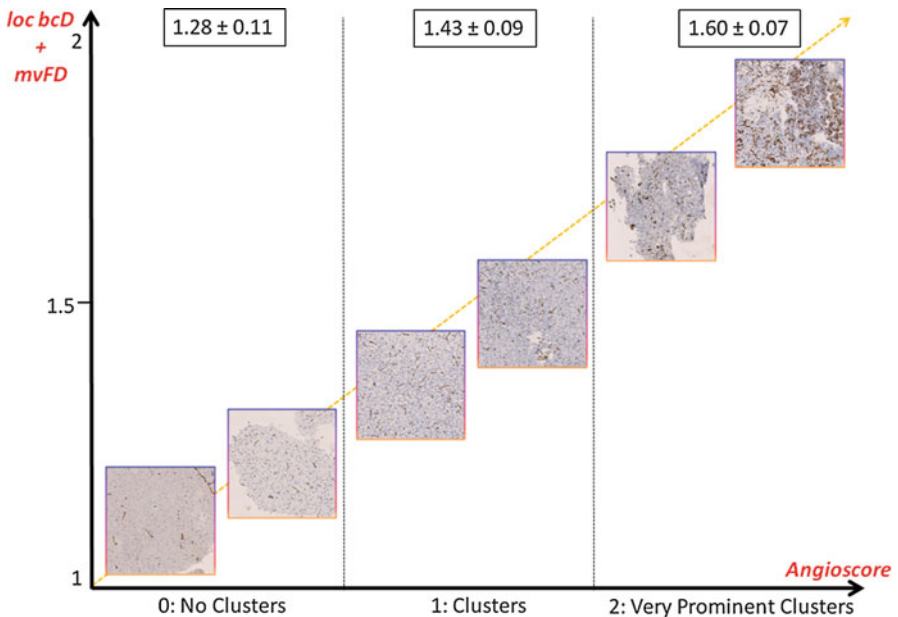 loc bcD
+
mvFD
2
1.28 ± 0.11
1.43 ± 0.09
1.60 ± 0.07
1.5
1
Angioscore
0: No Clusters
1: Clusters
2: Very Prominent Clusters